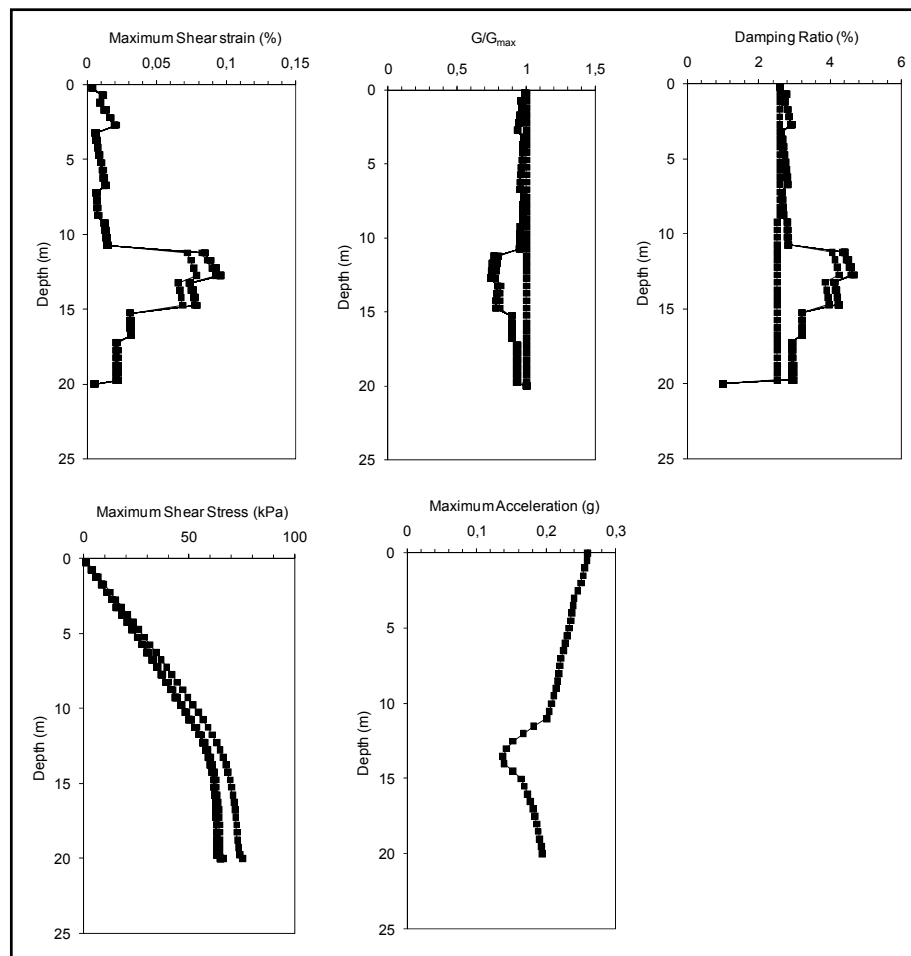 Maximum Shear strain (%)
0 0,05 0,1 0,15
0
5
10
15
20
25
Depth (m)
G/Gmax
0 0,5 1 1,5
0
5
10
15
20
25
Depth (m)
Damping Ratio (%)
0 2 4 6
0
5
10
15
20
25
Depth (m)
Maximum Shear Stress (kPa)
0 50 100
0
5
10
15
20
25
Depth (m)
Maximum Acceleration (g)
0 0,1 0,2 0,3
0
5
10
15
20
25
Depth (m)